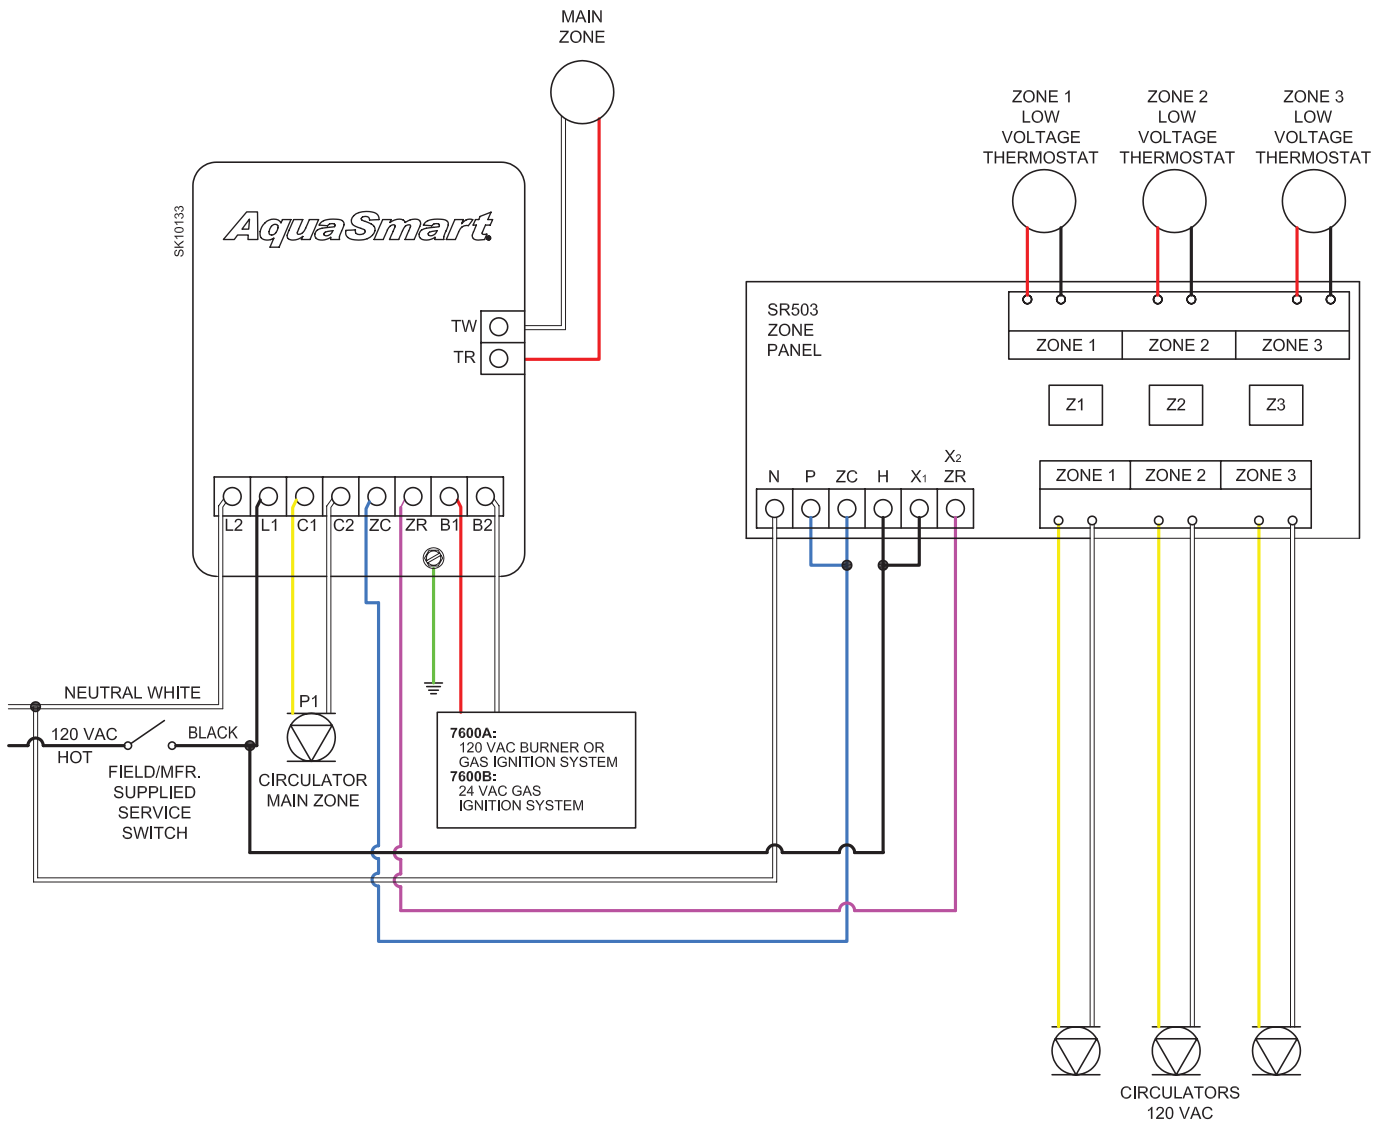 MAIN
ZONE
ZONE 1
LOW
VOLTAGE
THERMOSTAT
ZONE 2
LOW
VOLTAGE
THERMOSTAT
ZONE 3
LOW
VOLTAGE
THERMOSTAT
SK10133
AquaSmart
TW
TR
SR503
ZONE
PANEL
ZONE 1 ZONE 2 ZONE 3
Z1 Z2 Z3
N P ZC H X1 X2
ZR
ZONE 1 ZONE 2 ZONE 3
L2 L1 C1 C2 ZC ZR B1 B2
NEUTRAL WHITE
120 VAC
HOT
BLACK
FIELD/MFR.
SUPPLIED
SERVICE
SWITCH
P1
CIRCULATOR
MAIN ZONE
7600A:
120 VAC BURNER OR
GAS IGNITION SYSTEM
7600B:
24 VAC GAS
IGNITION SYSTEM
CIRCULATORS
120 VAC